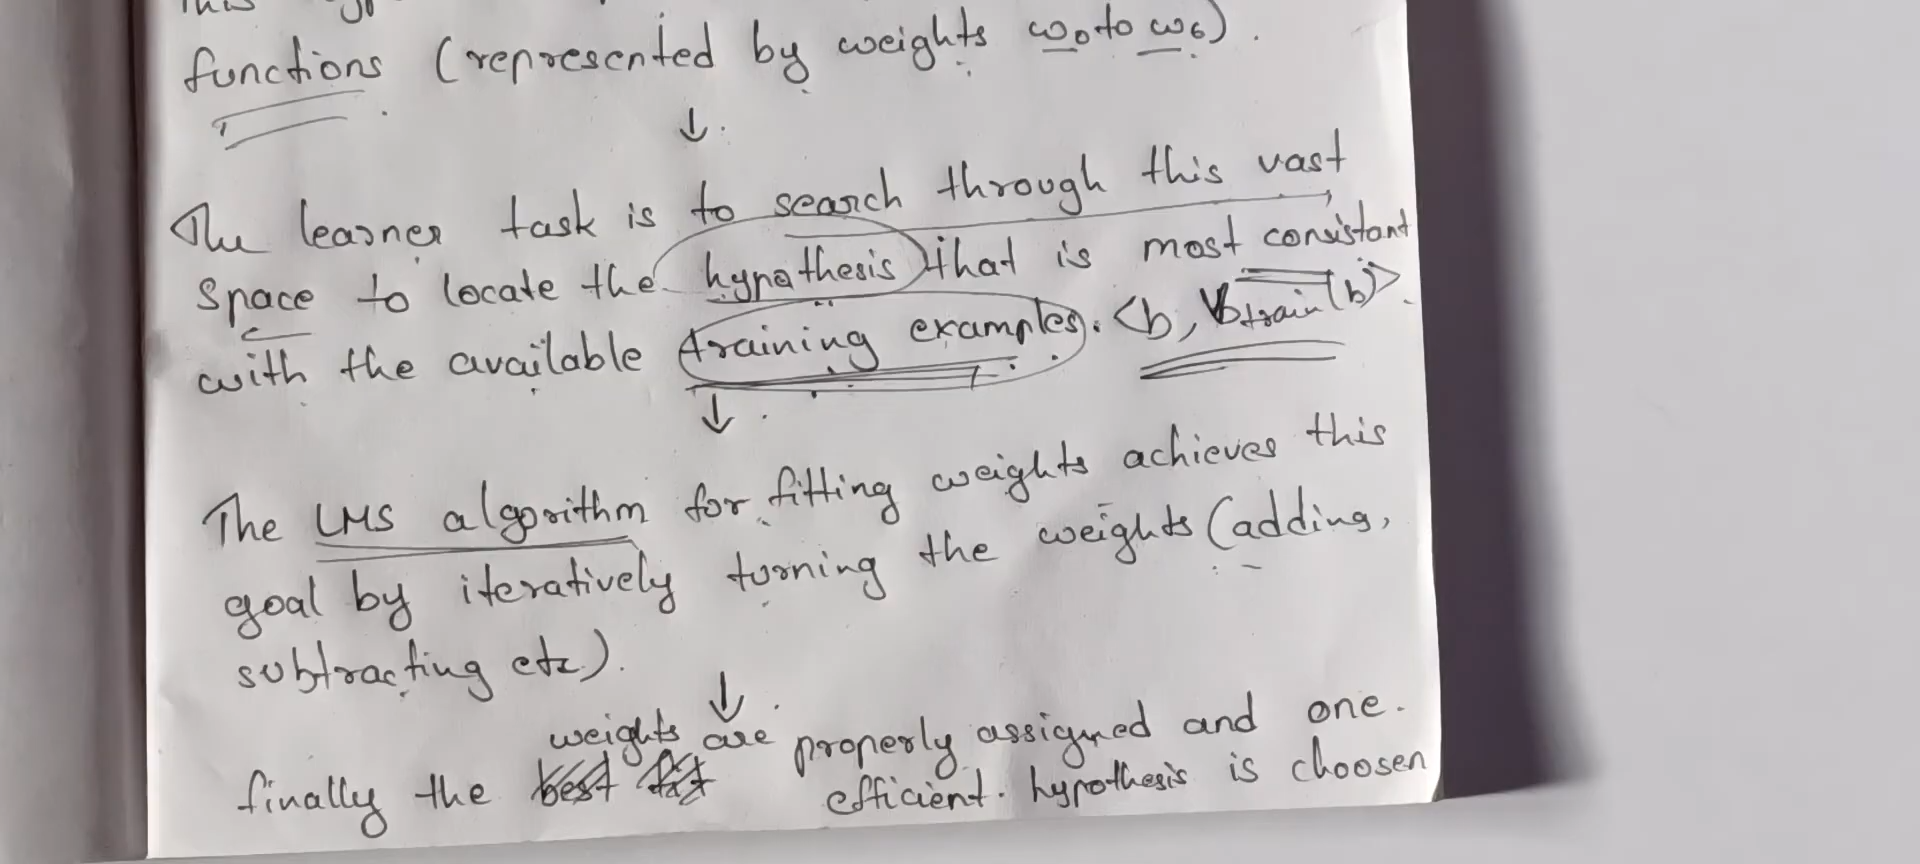 This
functions (represented by weights w0 to w6).
↓.
The learner task is to search through this vast
space to locate the hypothesis that is most consistant
with the available training examples. <b, Vtrain(b)>.
↓.
The LMS algorithm for fitting weights achieves this
goal by iteratively turning the weights (adding,
subtracting etc).
↓.
weights are properly assigned and one.
finally the best fit efficient. hypothesis is choosen